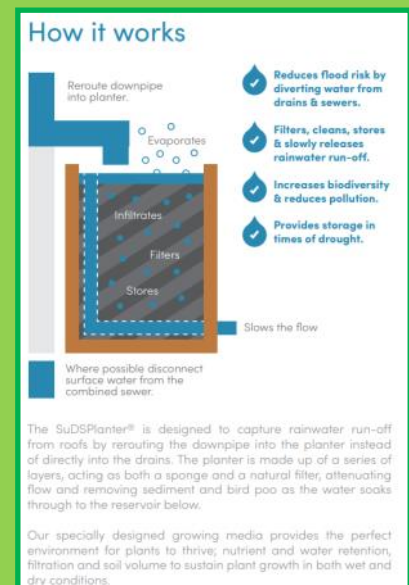 How it works
Reroute downpipe
into planter.
Evaporates
Infiltrates
Filters
Stores
Slows the flow
Where possible disconnect
surface water from the
combined sewer.
Reduces flood risk by
diverting water from
drains & sewers.
Filters, cleans, stores
& slowly releases
rainwater run-off.
Increases biodiversity
& reduces pollution.
Provides storage in
times of drought.
The SuDSPlanter® is designed to capture rainwater run-off
from roofs by rerouting the downpipe into the planter instead
of directly into the drains. The planter is made up of a series of
layers, acting as both a sponge and a natural filter, attenuating
flow and removing sediment and bird poo as the water soaks
through to the reservoir below.
Our specially designed growing media provides the perfect
environment for plants to thrive; nutrient and water retention,
filtration and soil volume to sustain plant growth in both wet and
dry conditions.